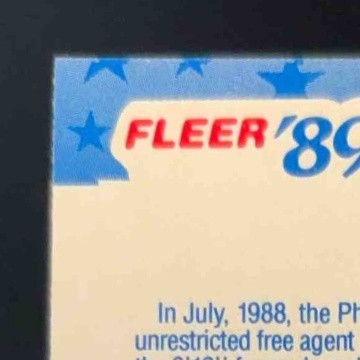 FLEER '89
In July, 1988, the Ph
unrestricted free agent